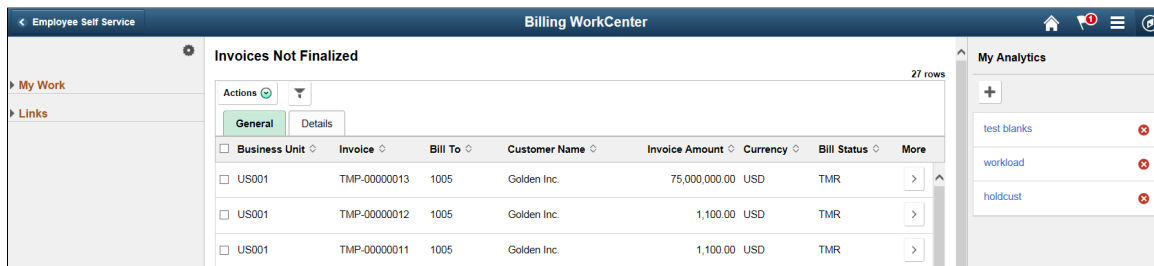 Employee Self Service
Billing WorkCenter
1
My Work
Links
Invoices Not Finalized
27 rows
Actions
General Details
Business Unit Invoice Bill To Customer Name Invoice Amount Currency Bill Status More
US001 TMP-00000013 1005 Golden Inc. 75,000,000.00 USD TMR
US001 TMP-00000012 1005 Golden Inc. 1,100.00 USD TMR
US001 TMP-00000011 1005 Golden Inc. 1,100.00 USD TMR
My Analytics
test blanks
workload
holdcust